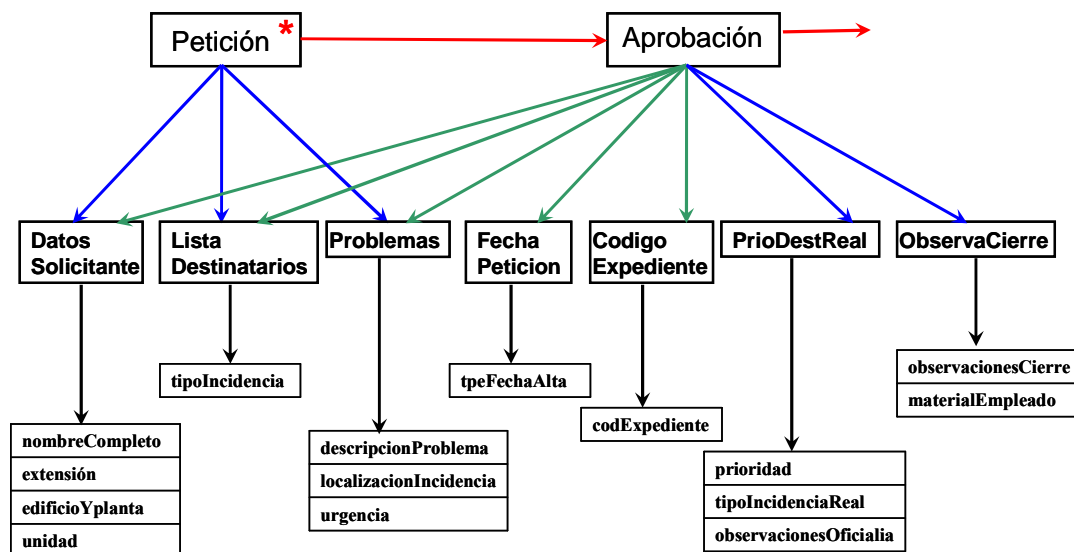 Petición *
Aprobación
Datos
Solicitante
Lista
Destinatarios
Problemas
Fecha
Peticion
Codigo
Expediente
PrioDestReal
ObservaCierre
tipoIncidencia
tpeFechaAlta
observacionesCierre
materialEmpleado
codExpediente
nombreCompleto
extensión
edificioYplanta
unidad
descripcionProblema
localizacionIncidencia
urgencia
prioridad
tipoIncidenciaReal
observacionesOficialia